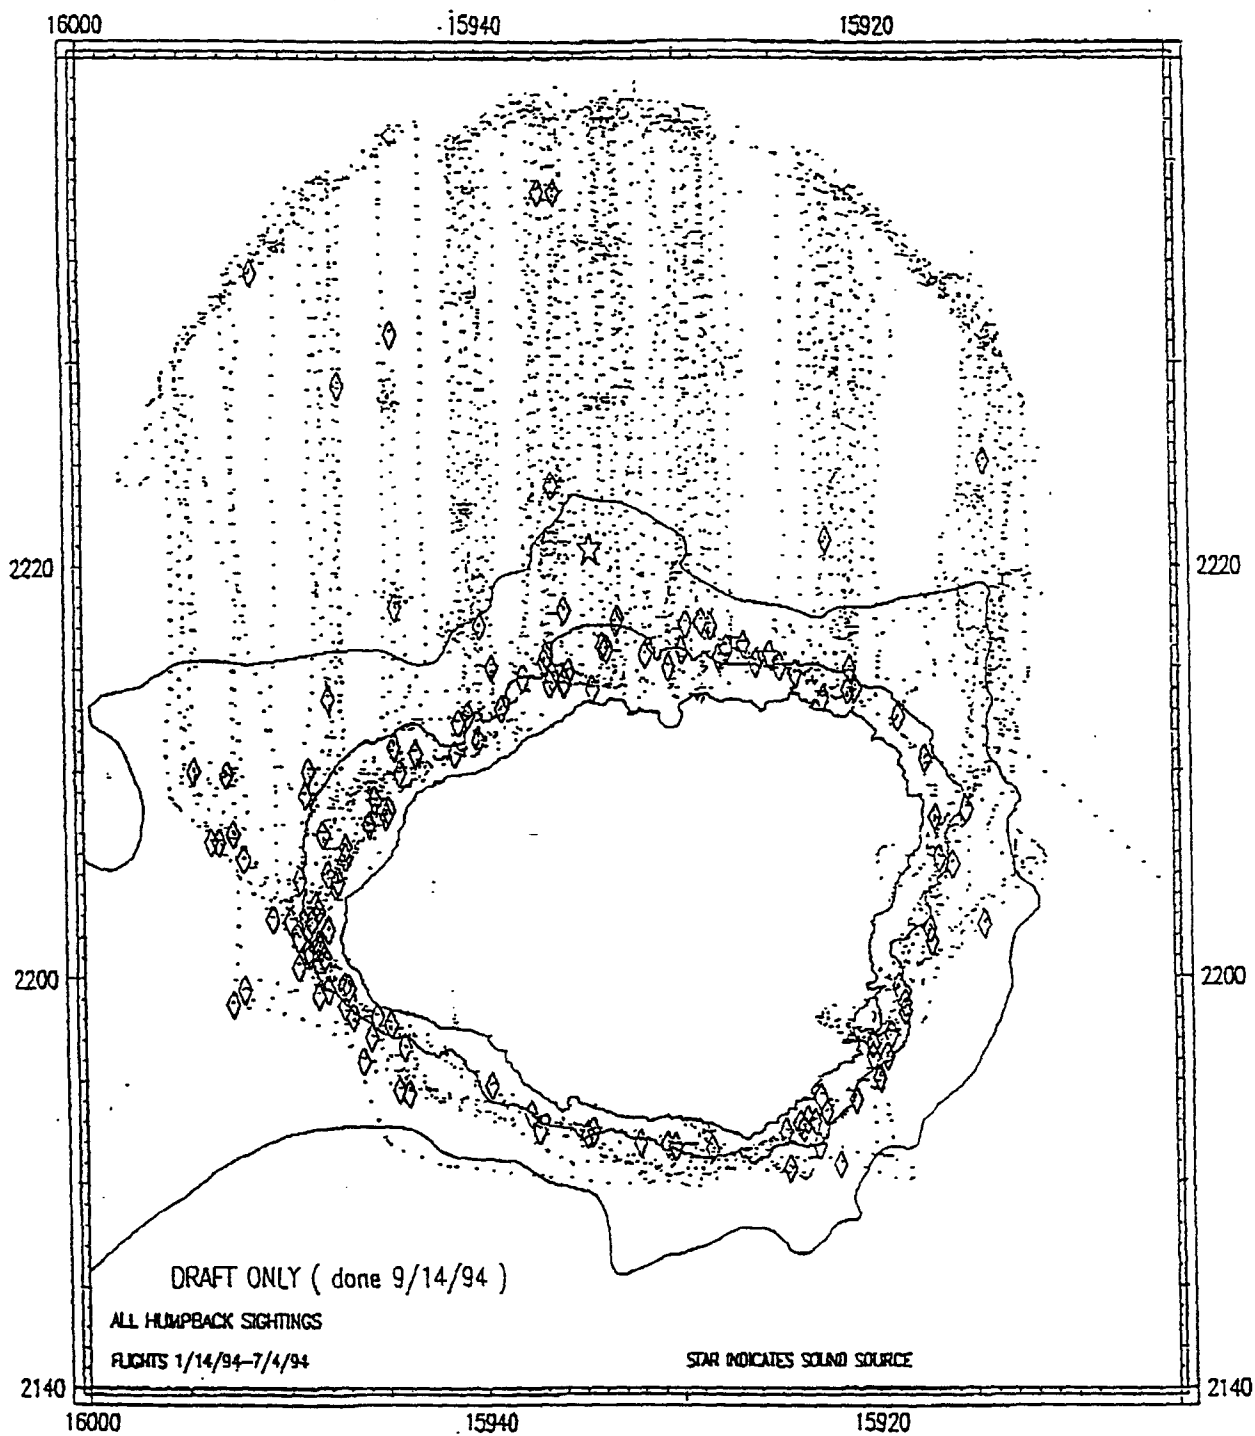 16000 15940 15920
2220 2220
2200 2200
DRAFT ONLY ( done 9/14/94 )
ALL HUMPBACK SIGHTINGS
FLIGHTS 1/14/94-7/4/94 STAR INDICATES SOUND SOURCE
2140 2140
16000 15940 15920